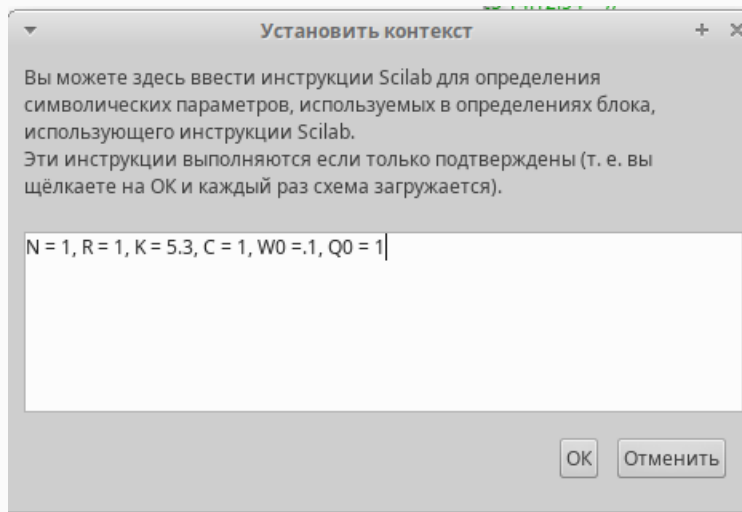 Установить контекст
Вы можете здесь ввести инструкции Scilab для определения
символических параметров, используемых в определениях блока,
использующего инструкции Scilab.
Эти инструкции выполняются если только подтверждены (т. е. вы
щёлкаете на ОК и каждый раз схема загружается).
N = 1, R = 1, K = 5.3, C = 1, W0 =.1, Q0 = 1
ОК
Отменить